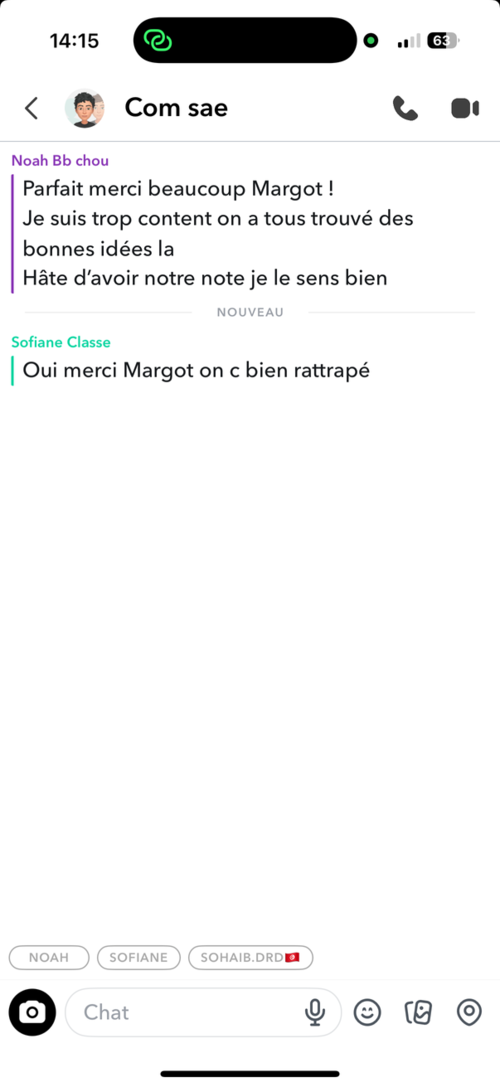 14:15
63
Com sae
Noah Bb chou
Parfait merci beaucoup Margot !
Je suis trop content on a tous trouvé des
bonnes idées la
Hâte d’avoir notre note je le sens bien
NOUVEAU
Sofiane Classe
Oui merci Margot on c bien rattrapé
NOAH
SOFIANE
SOHAIB.DRD🇹🇳
Chat